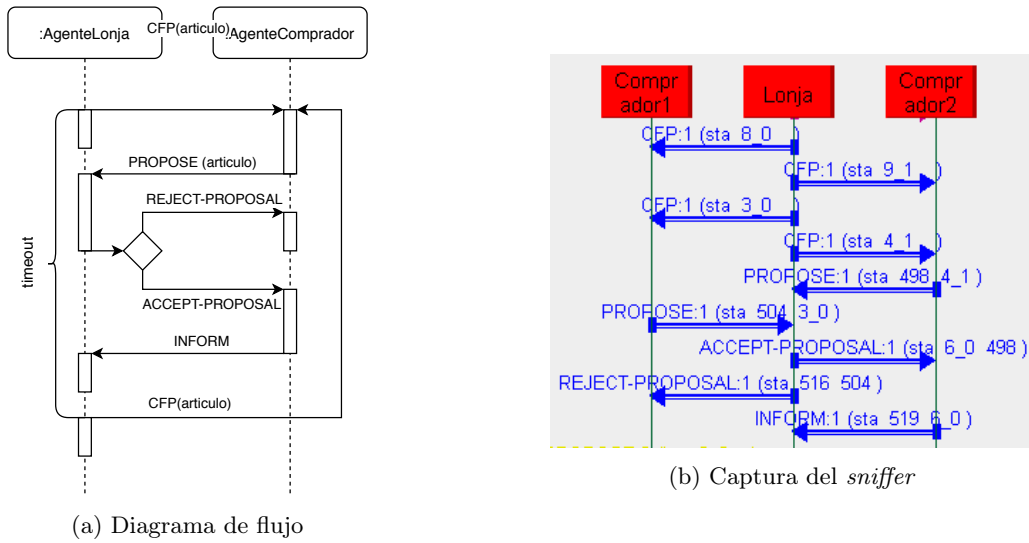 :AgenteLonja
CFP(articulo)
:AgenteComprador
PROPOSE (articulo)
REJECT-PROPOSAL
timeout
ACCEPT-PROPOSAL
INFORM
CFP(articulo)
(a) Diagrama de flujo
Compr
ador1
Lonja
Compr
ador2
CFP:1 (sta 8_0 )
CFP:1 (sta 9_1 )
CFP:1 (sta 3_0 )
CFP:1 (sta 4_1 )
PROPOSE:1 (sta 498 4_1 )
PROPOSE:1 (sta 504 3_0 )
ACCEPT-PROPOSAL:1 (sta 6_0 498 )
REJECT-PROPOSAL:1 (sta 516 504 )
INFORM:1 (sta 519 6_0 )
(b) Captura del sniffer